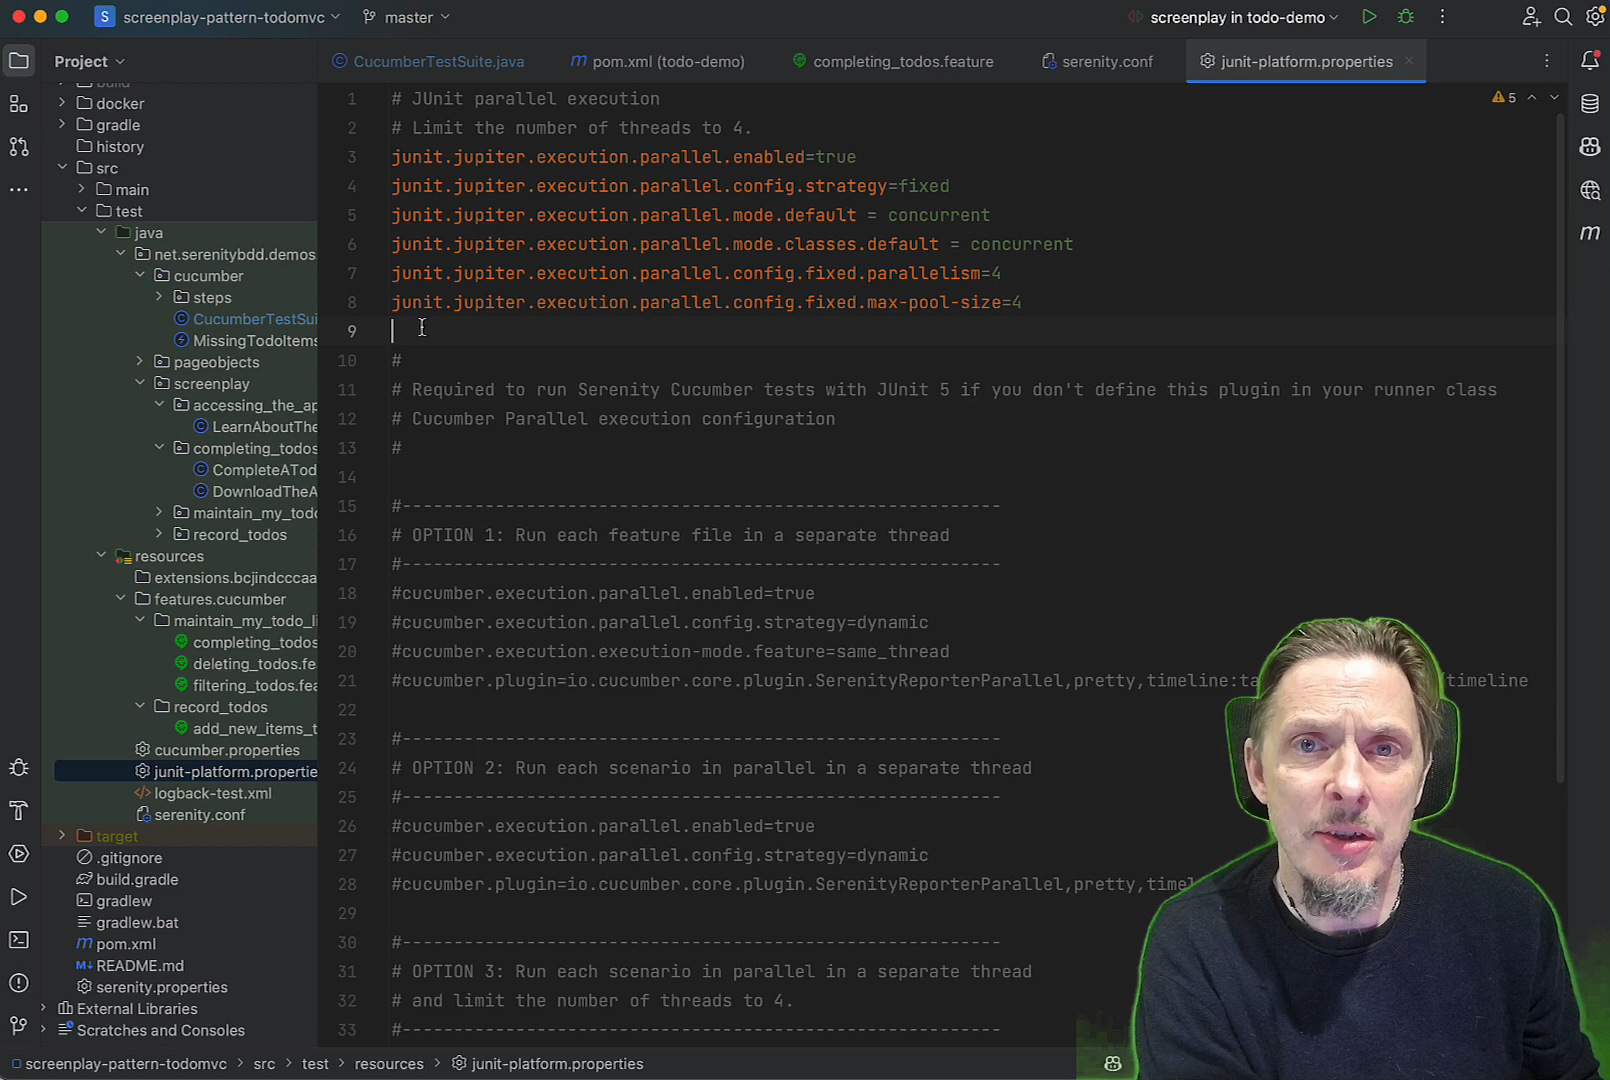 S screenplay-pattern-todomvc master screenplay in todo-demo
Project
CucumberTestSuite.java
m pom.xml (todo-demo)
completing_todos.feature
serenity.conf
junit-platform.properties
build
docker
gradle
history
src
main
test
java
net.serenitybdd.demos.
cucumber
steps
CucumberTestSui
MissingTodoItems
pageobjects
screenplay
accessing_the_ap
LearnAboutThe
completing_todos
CompleteATod
DownloadTheA
maintain_my_todo
record_todos
resources
extensions.bcjindcccaa
features.cucumber
maintain_my_todo_li
completing_todos
deleting_todos.fe
filtering_todos.fea
record_todos
add_new_items_t
cucumber.properties
junit-platform.propertie
logback-test.xml
serenity.conf
target
.gitignore
build.gradle
gradlew
gradlew.bat
m pom.xml
M↓ README.md
serenity.properties
External Libraries
Scratches and Consoles
5
1 # JUnit parallel execution
2 # Limit the number of threads to 4.
3 junit.jupiter.execution.parallel.enabled=true
4 junit.jupiter.execution.parallel.config.strategy=fixed
5 junit.jupiter.execution.parallel.mode.default = concurrent
6 junit.jupiter.execution.parallel.mode.classes.default = concurrent
7 junit.jupiter.execution.parallel.config.fixed.parallelism=4
8 junit.jupiter.execution.parallel.config.fixed.max-pool-size=4
9
10 #
11 # Required to run Serenity Cucumber tests with JUnit 5 if you don't define this plugin in your runner class
12 # Cucumber Parallel execution configuration
13 #
14
15 #----------------------------------------------------------
16 # OPTION 1: Run each feature file in a separate thread
17 #----------------------------------------------------------
18 #cucumber.execution.parallel.enabled=true
19 #cucumber.execution.parallel.config.strategy=dynamic
20 #cucumber.execution.execution-mode.feature=same_thread
21 #cucumber.plugin=io.cucumber.core.plugin.SerenityReporterParallel,pretty,timeline:ta /timeline
22
23 #----------------------------------------------------------
24 # OPTION 2: Run each scenario in parallel in a separate thread
25 #----------------------------------------------------------
26 #cucumber.execution.parallel.enabled=true
27 #cucumber.execution.parallel.config.strategy=dynamic
28 #cucumber.plugin=io.cucumber.core.plugin.SerenityReporterParallel,pretty,timel
29
30 #----------------------------------------------------------
31 # OPTION 3: Run each scenario in parallel in a separate thread
32 # and limit the number of threads to 4.
33 #----------------------------------------------------------
m
screenplay-pattern-todomvc > src > test > resources > junit-platform.properties